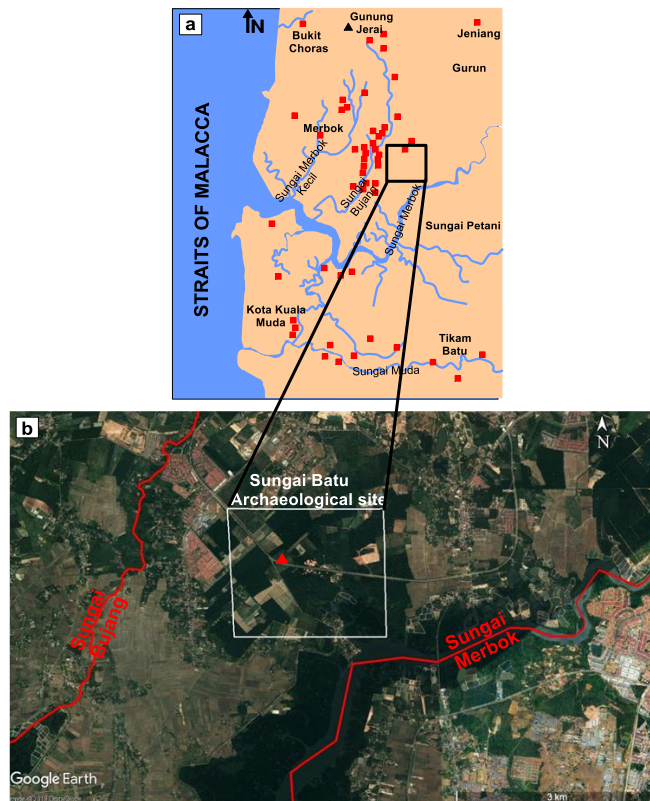 a
N
Gunung
Jerai
Bukit
Choras
Jeniang
Gurun
Merbok
STRAITS OF MALACCA
Sungai Merbok
Kecil
Sungai
Bujang
Sungai Merbok
Sungai Petani
Kota Kuala
Muda
Tikam
Batu
Sungai Muda
b
N
Sungai Batu
Archaeological site
Sungai
Bujang
Sungai
Merbok
Google Earth
3 km